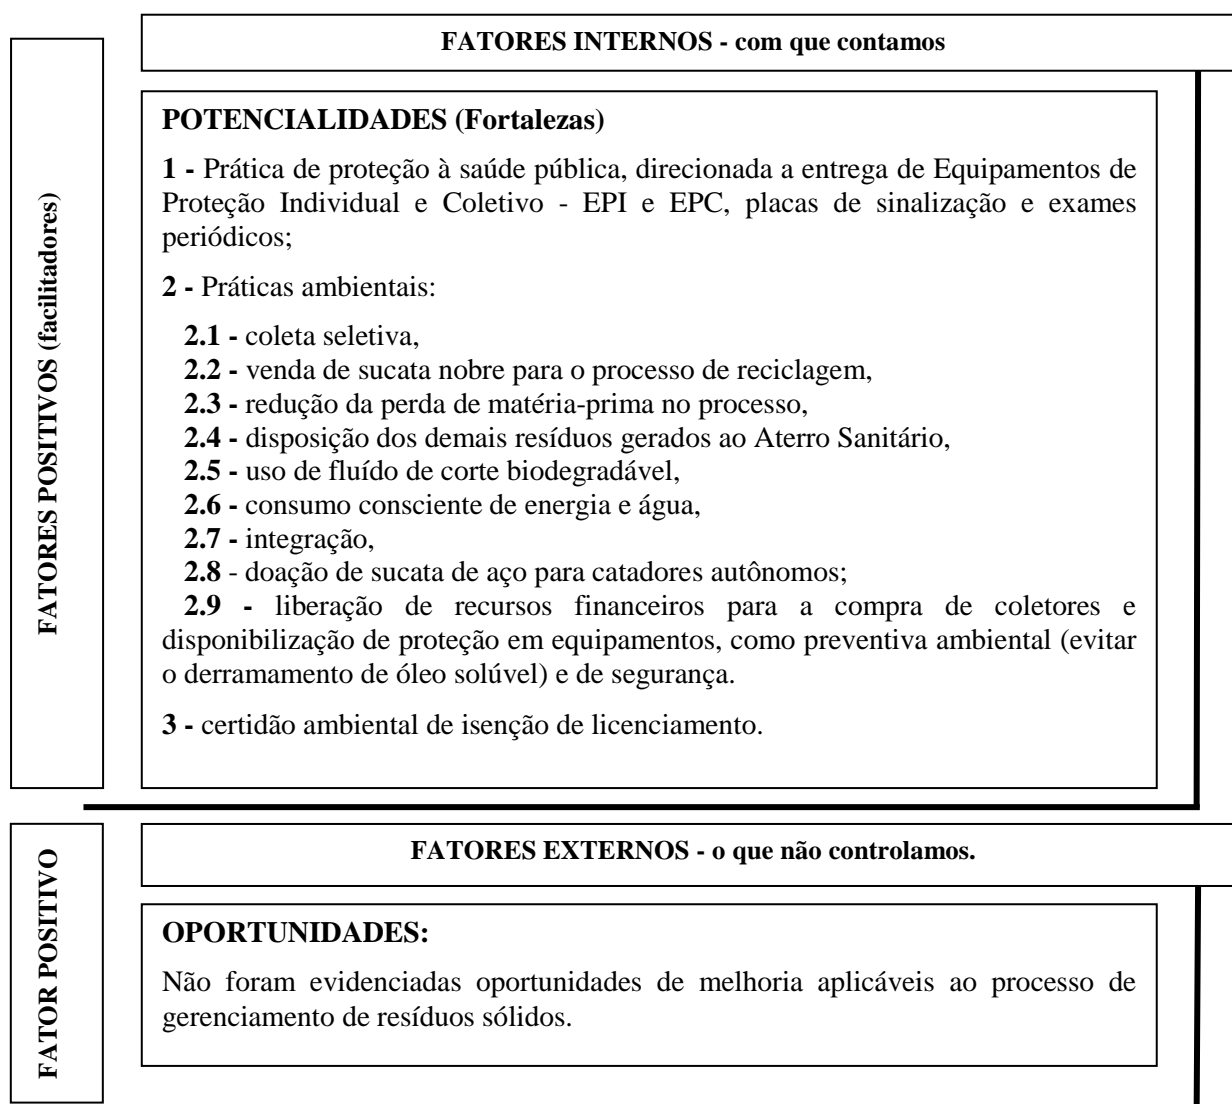 FATORES INTERNOS - com que contamos
FATORES POSITIVOS (facilitadores)
POTENCIALIDADES (Fortalezas)
1 - Prática de proteção à saúde pública, direcionada a entrega de Equipamentos de
Proteção Individual e Coletivo - EPI e EPC, placas de sinalização e exames
periódicos;
2 - Práticas ambientais:
2.1 - coleta seletiva,
2.2 - venda de sucata nobre para o processo de reciclagem,
2.3 - redução da perda de matéria-prima no processo,
2.4 - disposição dos demais resíduos gerados ao Aterro Sanitário,
2.5 - uso de fluído de corte biodegradável,
2.6 - consumo consciente de energia e água,
2.7 - integração,
2.8 - doação de sucata de aço para catadores autônomos;
2.9 - liberação de recursos financeiros para a compra de coletores e
disponibilização de proteção em equipamentos, como preventiva ambiental (evitar
o derramamento de óleo solúvel) e de segurança.
3 - certidão ambiental de isenção de licenciamento.
FATOR POSITIVO
FATORES EXTERNOS - o que não controlamos.
OPORTUNIDADES:
Não foram evidenciadas oportunidades de melhoria aplicáveis ao processo de
gerenciamento de resíduos sólidos.